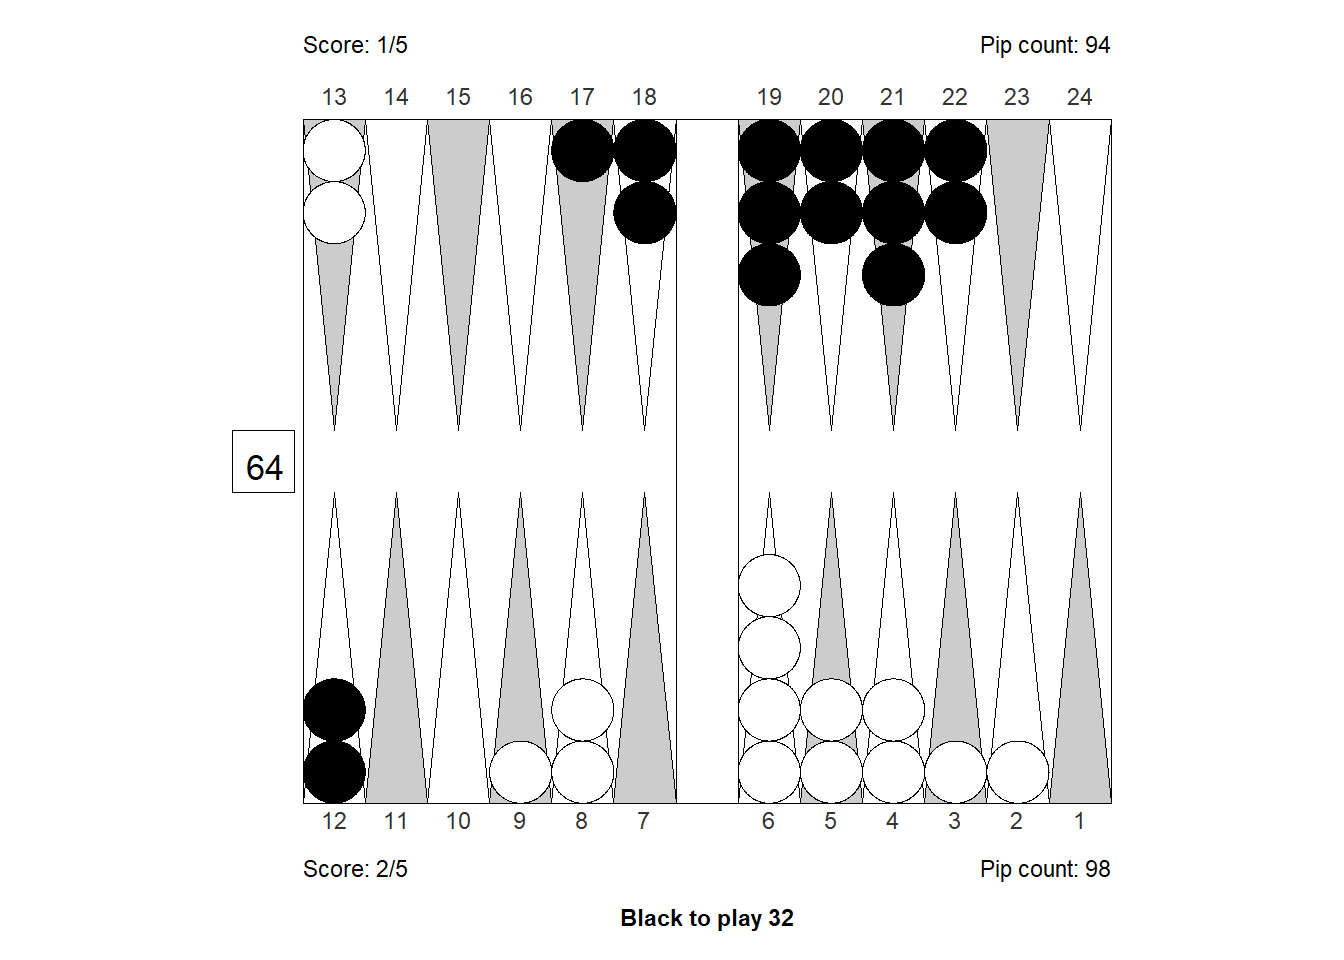 Score: 1/5 Pip count: 94
13 14 15 16 17 18 19 20 21 22 23 24
64
12 11 10 9 8 7 6 5 4 3 2 1
Score: 2/5 Pip count: 98
Black to play 32